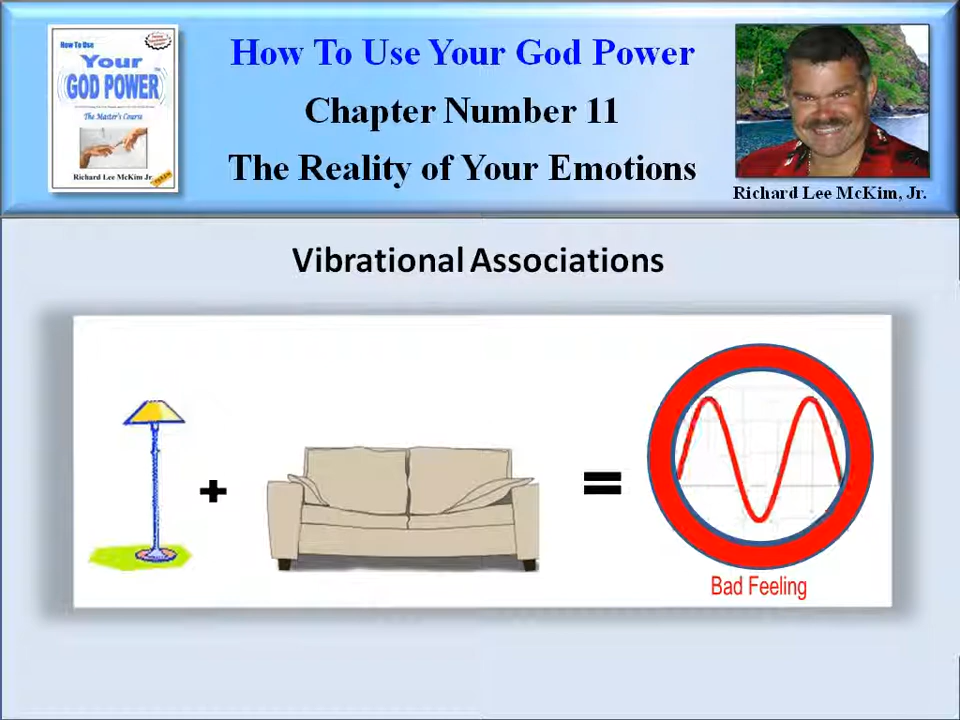 How To Use
Your
GOD POWER
The Master's Course
Richard Lee McKim Jr.
How To Use Your God Power
Chapter Number 11
The Reality of Your Emotions
Richard Lee McKim, Jr.
Vibrational Associations
+
=
Bad Feeling